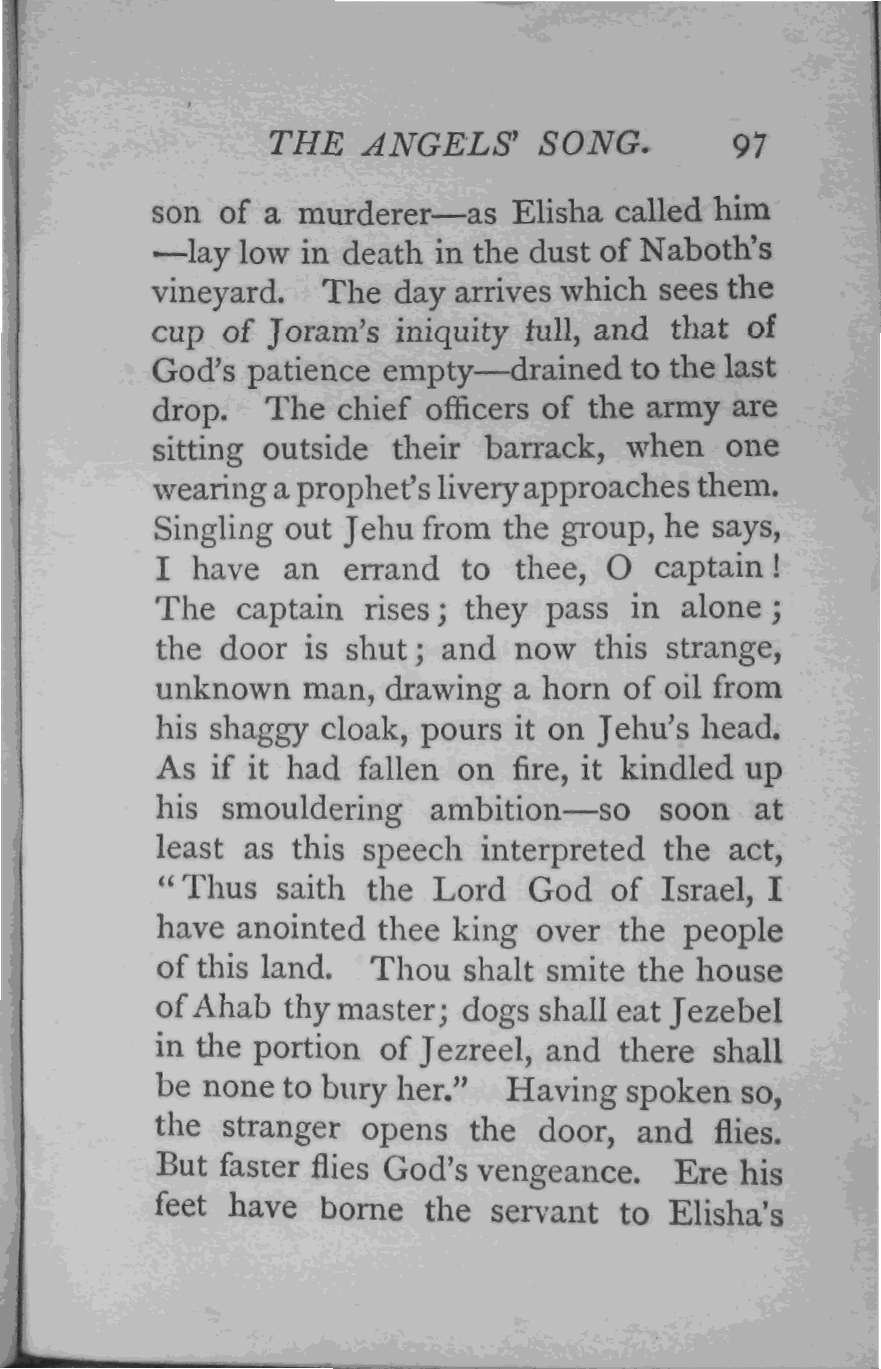 THE ANGELS' SONG. 97
son of a murderer—as Elisha called him
—lay low in death in the dust of Naboth's
vineyard. The day arrives which sees the
cup of Joram's iniquity full, and that of
God's patience empty—drained to the last
drop. The chief officers of the army are
sitting outside their barrack, when one
wearing a prophet's livery approaches them.
Singling out Jehu from the group, he says,
I have an errand to thee, O captain!
The captain rises; they pass in alone;
the door is shut; and now this strange,
unknown man, drawing a horn of oil from
his shaggy cloak, pours it on Jehu's head.
As if it had fallen on fire, it kindled up
his smouldering ambition—so soon at
least as this speech interpreted the act,
"Thus saith the Lord God of Israel, I
have anointed thee king over the people
of this land. Thou shalt smite the house
of Ahab thy master; dogs shall eat Jezebel
in the portion of Jezreel, and there shall
be none to bury her." Having spoken so,
the stranger opens the door, and flies.
But faster flies God's vengeance. Ere his
feet have borne the servant to Elisha's